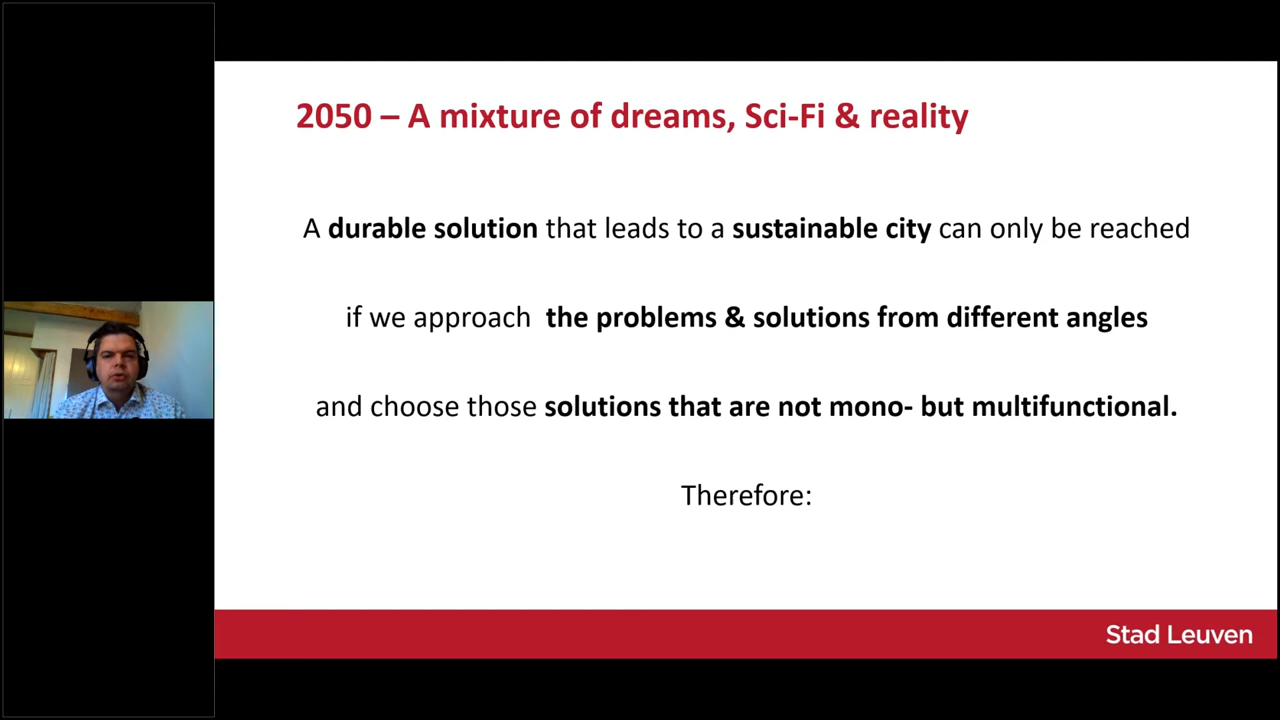 2050 – A mixture of dreams, Sci-Fi & reality
A durable solution that leads to a sustainable city can only be reached
if we approach the problems & solutions from different angles
and choose those solutions that are not mono- but multifunctional.
Therefore:
Stad Leuven